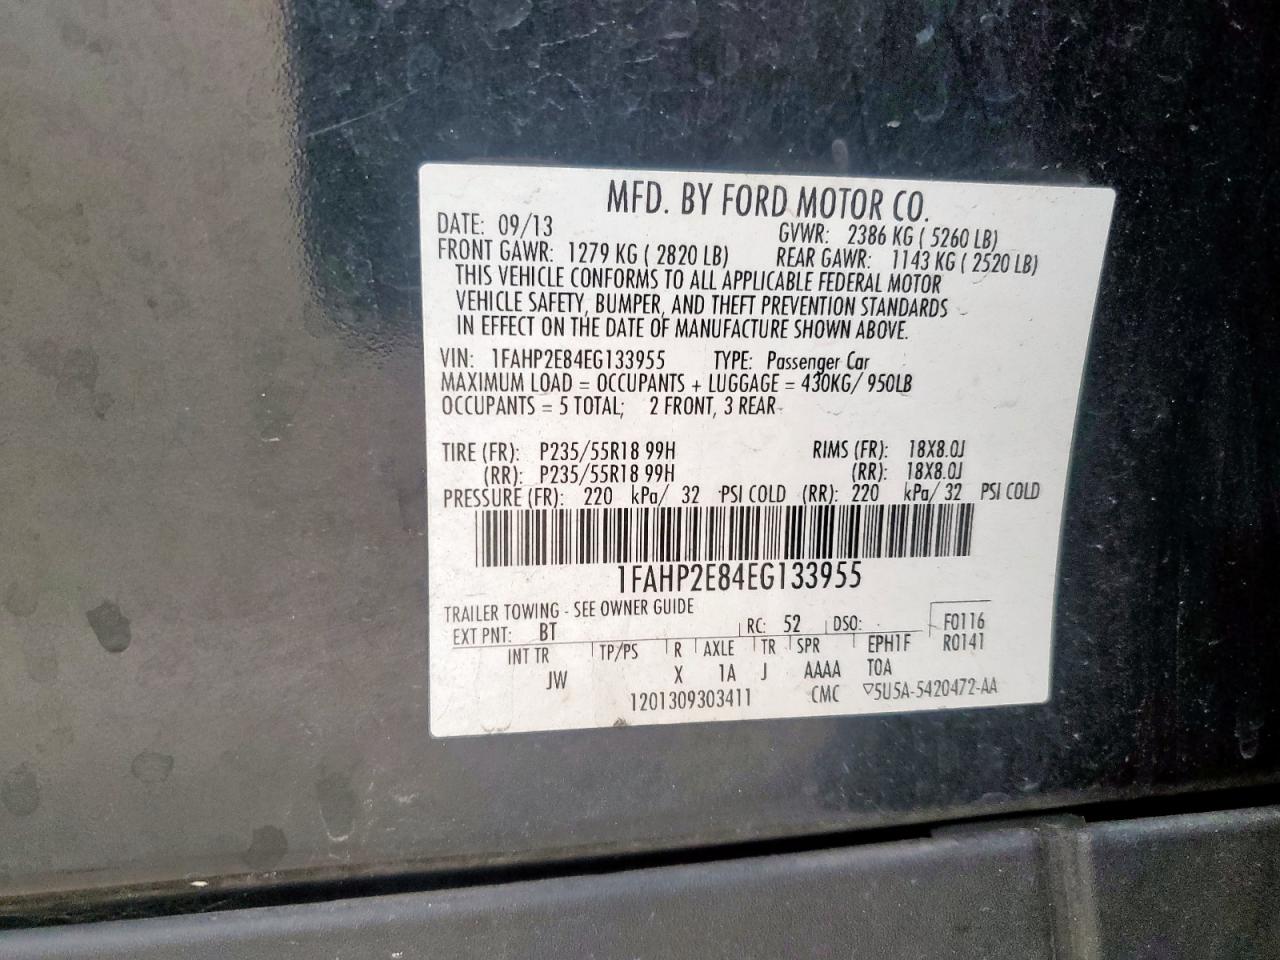 MFD. BY FORD MOTOR CO.
DATE: 09/13 GVWR: 2386 KG ( 5260 LB)
FRONT GAWR: 1279 KG ( 2820 LB) REAR GAWR: 1143 KG ( 2520 LB)
THIS VEHICLE CONFORMS TO ALL APPLICABLE FEDERAL MOTOR
VEHICLE SAFETY, BUMPER, AND THEFT PREVENTION STANDARDS
IN EFFECT ON THE DATE OF MANUFACTURE SHOWN ABOVE.
VIN: 1FAHP2E84EG133955 TYPE: Passenger Car
MAXIMUM LOAD = OCCUPANTS + LUGGAGE = 430KG/ 950LB
OCCUPANTS = 5 TOTAL; 2 FRONT, 3 REAR
TIRE (FR): P235/55R18 99H RIMS (FR): 18X8.0J
(RR): P235/55R18 99H (RR): 18X8.0J
PRESSURE (FR): 220 kPa/ 32 PSI COLD (RR): 220 kPa/ 32 PSI COLD
1FAHP2E84EG133955
TRAILER TOWING - SEE OWNER GUIDE
EXT PNT: BT RC: 52 DSO: F0116
INT TR TP/PS R AXLE TR SPR EPH1F R0141
JW X 1A J AAAA TOA
1201309303411 CMC ▽5U5A-5420472-AA